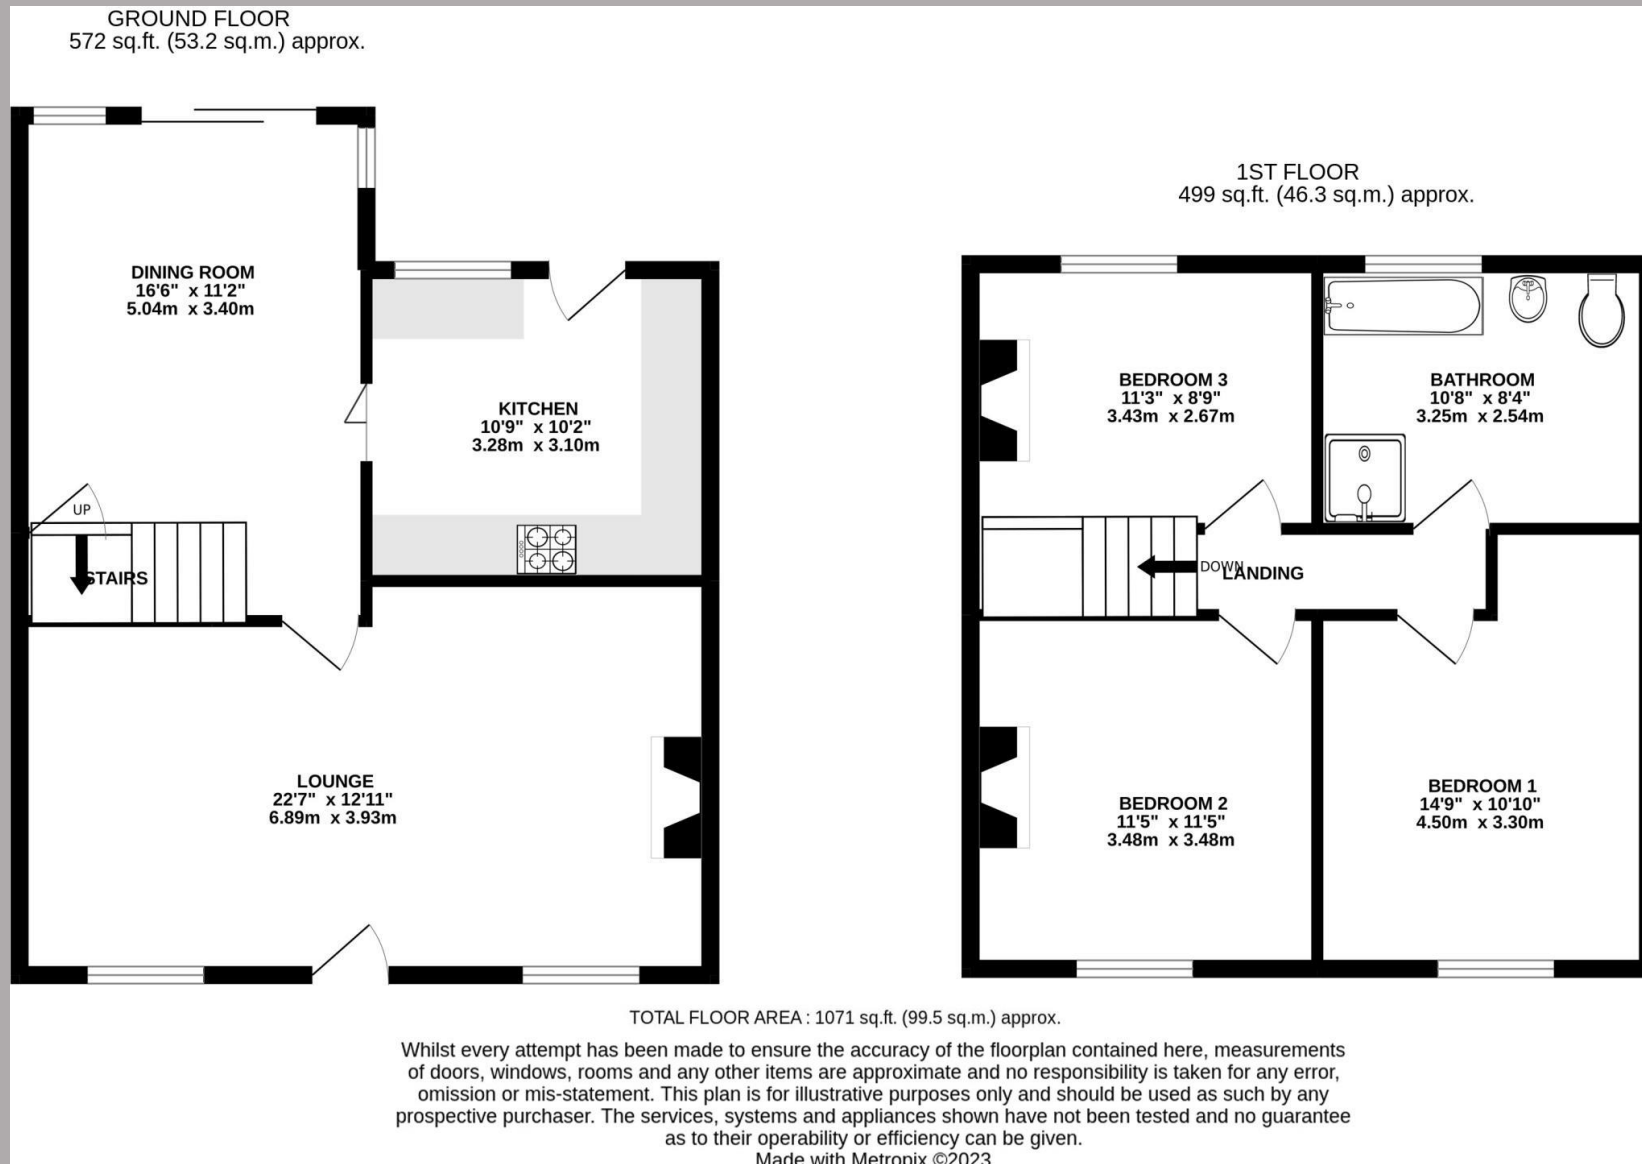 GROUND FLOOR
572 sq.ft. (53.2 sq.m.) approx.
DINING ROOM
16'6" x 11'2"
5.04m x 3.40m
KITCHEN
10'9" x 10'2"
3.28m x 3.10m
UP
STAIRS
LOUNGE
22'7" x 12'11"
6.89m x 3.93m
1ST FLOOR
499 sq.ft. (46.3 sq.m.) approx.
BEDROOM 3
11'3" x 8'9"
3.43m x 2.67m
BATHROOM
10'8" x 8'4"
3.25m x 2.54m
DOWN
LANDING
BEDROOM 2
11'5" x 11'5"
3.48m x 3.48m
BEDROOM 1
14'9" x 10'10"
4.50m x 3.30m
TOTAL FLOOR AREA : 1071 sq.ft. (99.5 sq.m.) approx.
Whilst every attempt has been made to ensure the accuracy of the floorplan contained here, measurements
of doors, windows, rooms and any other items are approximate and no responsibility is taken for any error,
omission or mis-statement. This plan is for illustrative purposes only and should be used as such by any
prospective purchaser. The services, systems and appliances shown have not been tested and no guarantee
as to their operability or efficiency can be given.
Made with Metropix ©2023